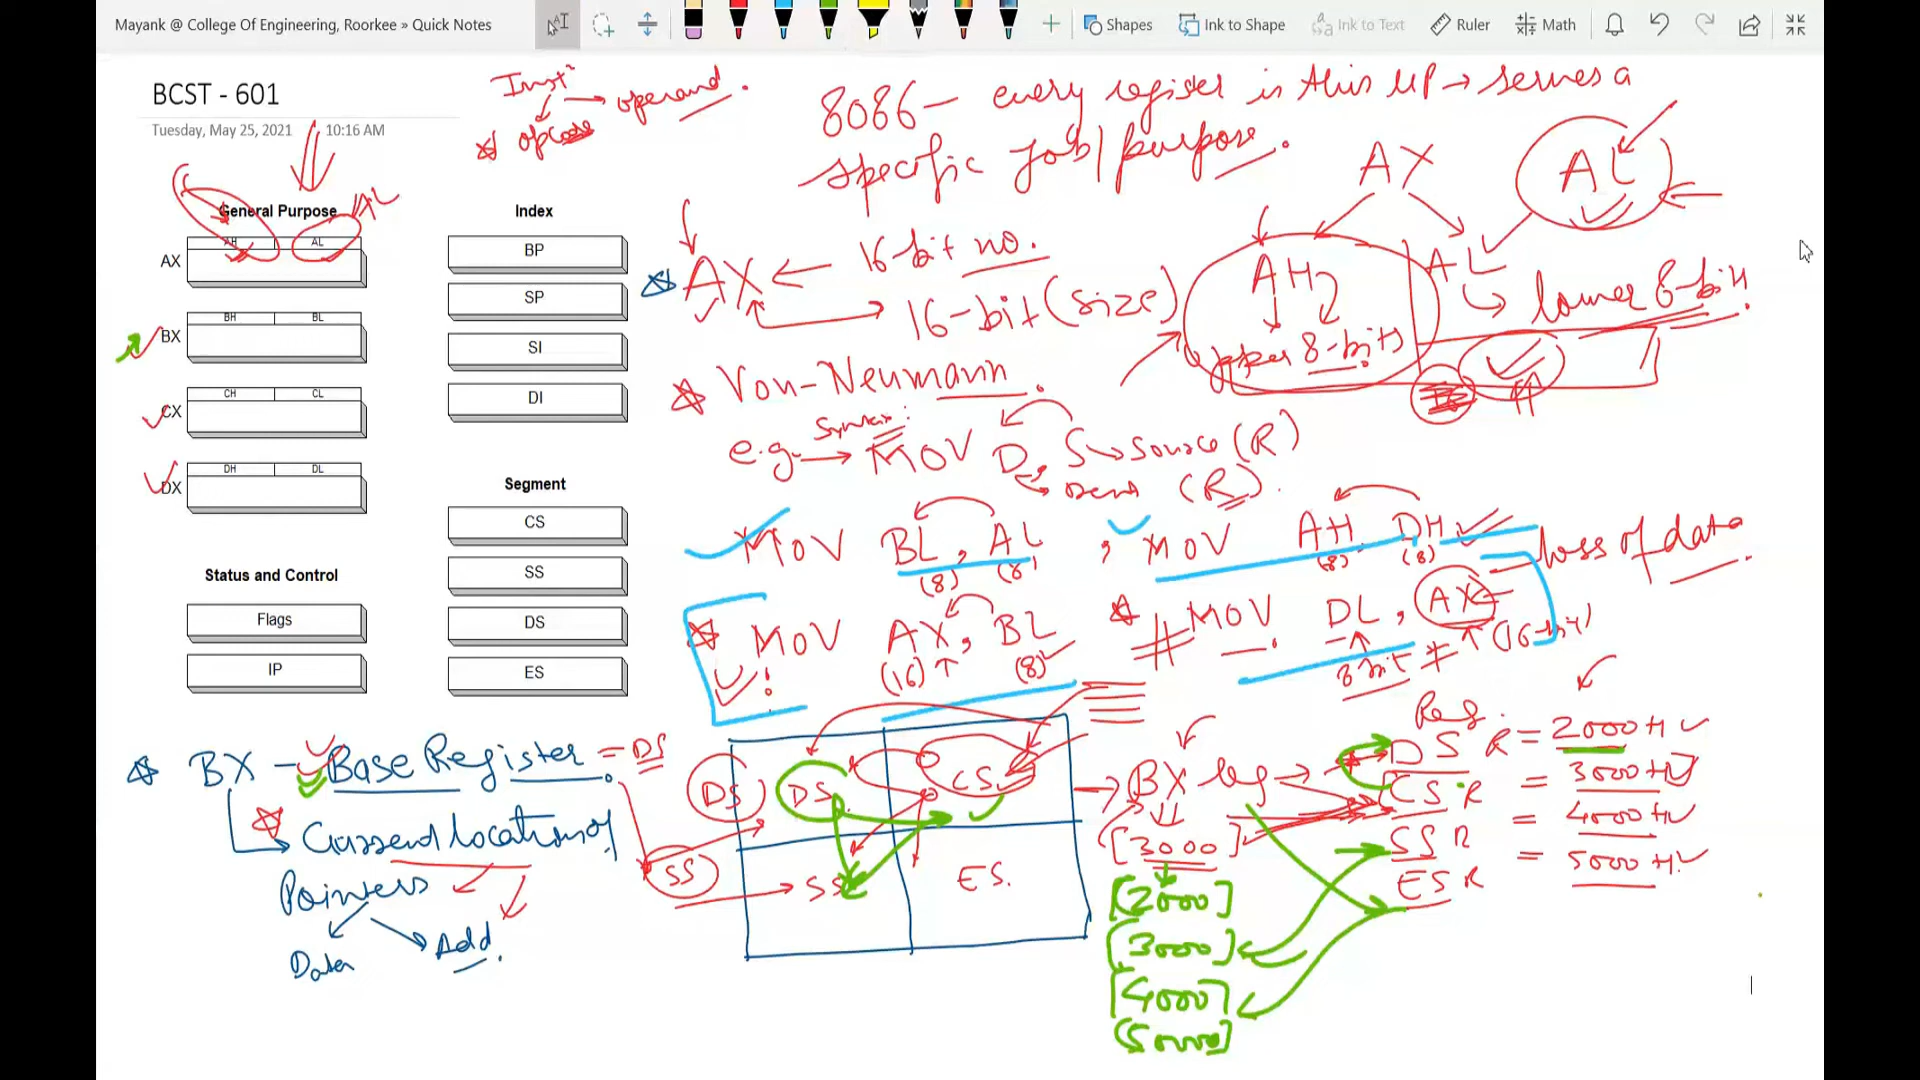 Mayank @ College Of Engineering, Roorkee » Quick Notes
Shapes
Ink to Shape
Ink to Text
Ruler
Math
BCST - 601
Tuesday, May 25, 2021 10:16 AM
Inst
→ operand.
opcode
8086 – every register in this UP → serves a
specific job/purpose.
AX
AL
AH
AL
upper 8-bits
lower 8-bit
General Purpose
AL
AX
AH
AL
BX
BH
BL
CX
CH
CL
DX
DH
DL
Status and Control
Flags
IP
Index
BP
SP
SI
DI
Segment
CS
SS
DS
ES
AX ← 16-bit no.
→ 16-bit (size)
Von-Neumann.
Syntax:
e.g. → MOV D, S → Source (R)
Dest (R).
MOV BL, AL
(8) (8)
, MOV AH, DH
(8) (8)
loss of data.
MOV AX, BL
(16) ↑ (8)
# MOV DL, AX
8 bit ≠ ↑ (16-bit)
BX – Base Register = DS
Current location of
Pointers
Data
Add.
DS
SS
DS
CS
SS
ES.
→ BX Reg →
[3000]
[2000]
[3000]
[4000]
[5000]
Reg.
DS R = 2000 H
CS R = 3000 H
SS R = 4000 H
ES R = 5000 H